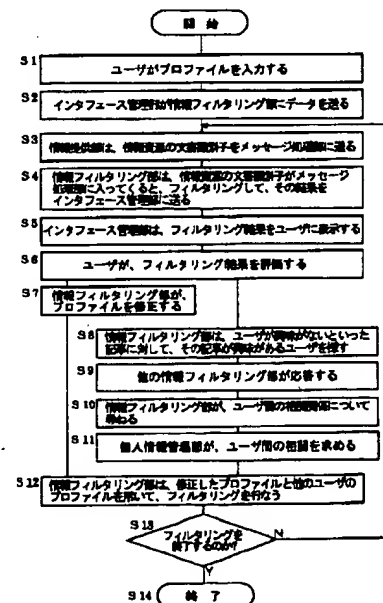 開 始
S1
ユーザがプロファイルを入力する
S2
インタフェース管理部が情報フィルタリング部にデータを送る
S3
情報提供部は、情報資源の文書識別子をメッセージ処理部に送る
S4
情報フィルタリング部は、情報資源の文書識別子がメッセージ
処理部に入ってくると、フィルタリングして、その結果を
インタフェース管理部に送る
S5
インタフェース管理部は、フィルタリング結果をユーザに表示する
S6
ユーザが、フィルタリング結果を評価する
S7
情報フィルタリング部が、
プロファイルを修正する
S8
情報フィルタリング部は、ユーザが興味がないといった
記事に対して、その記事が興味があるユーザを探す
S9
他の情報フィルタリング部が応答する
S10
情報フィルタリング部が、ユーザ間の相関関係について
尋ねる
S11
個人情報管理部が、ユーザ間の相関を求める
S12
情報フィルタリング部は、修正したプロファイルと他のユーザの
プロファイルを用いて、フィルタリングを行なう
S13
フィルタリングを
終了するのか?
N
Y
S14
終 了